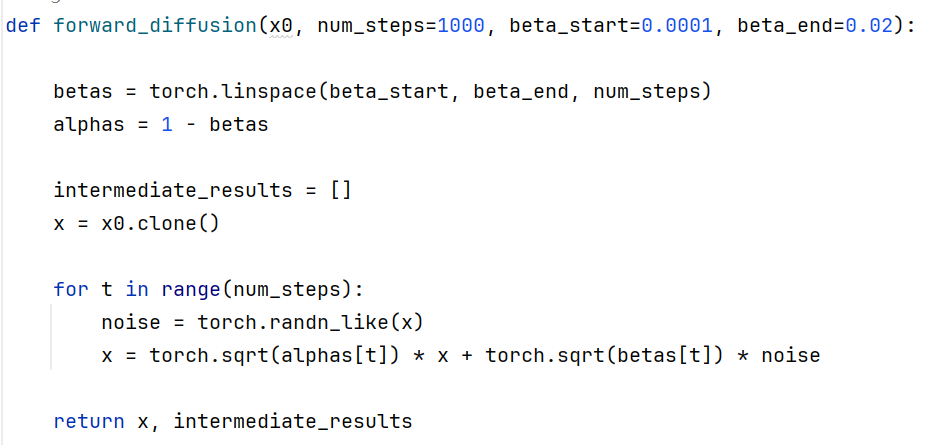 def forward_diffusion(x0, num_steps=1000, beta_start=0.0001, beta_end=0.02):
betas = torch.linspace(beta_start, beta_end, num_steps)
alphas = 1 - betas
intermediate_results = []
x = x0.clone()
for t in range(num_steps):
noise = torch.randn_like(x)
x = torch.sqrt(alphas[t]) * x + torch.sqrt(betas[t]) * noise
return x, intermediate_results